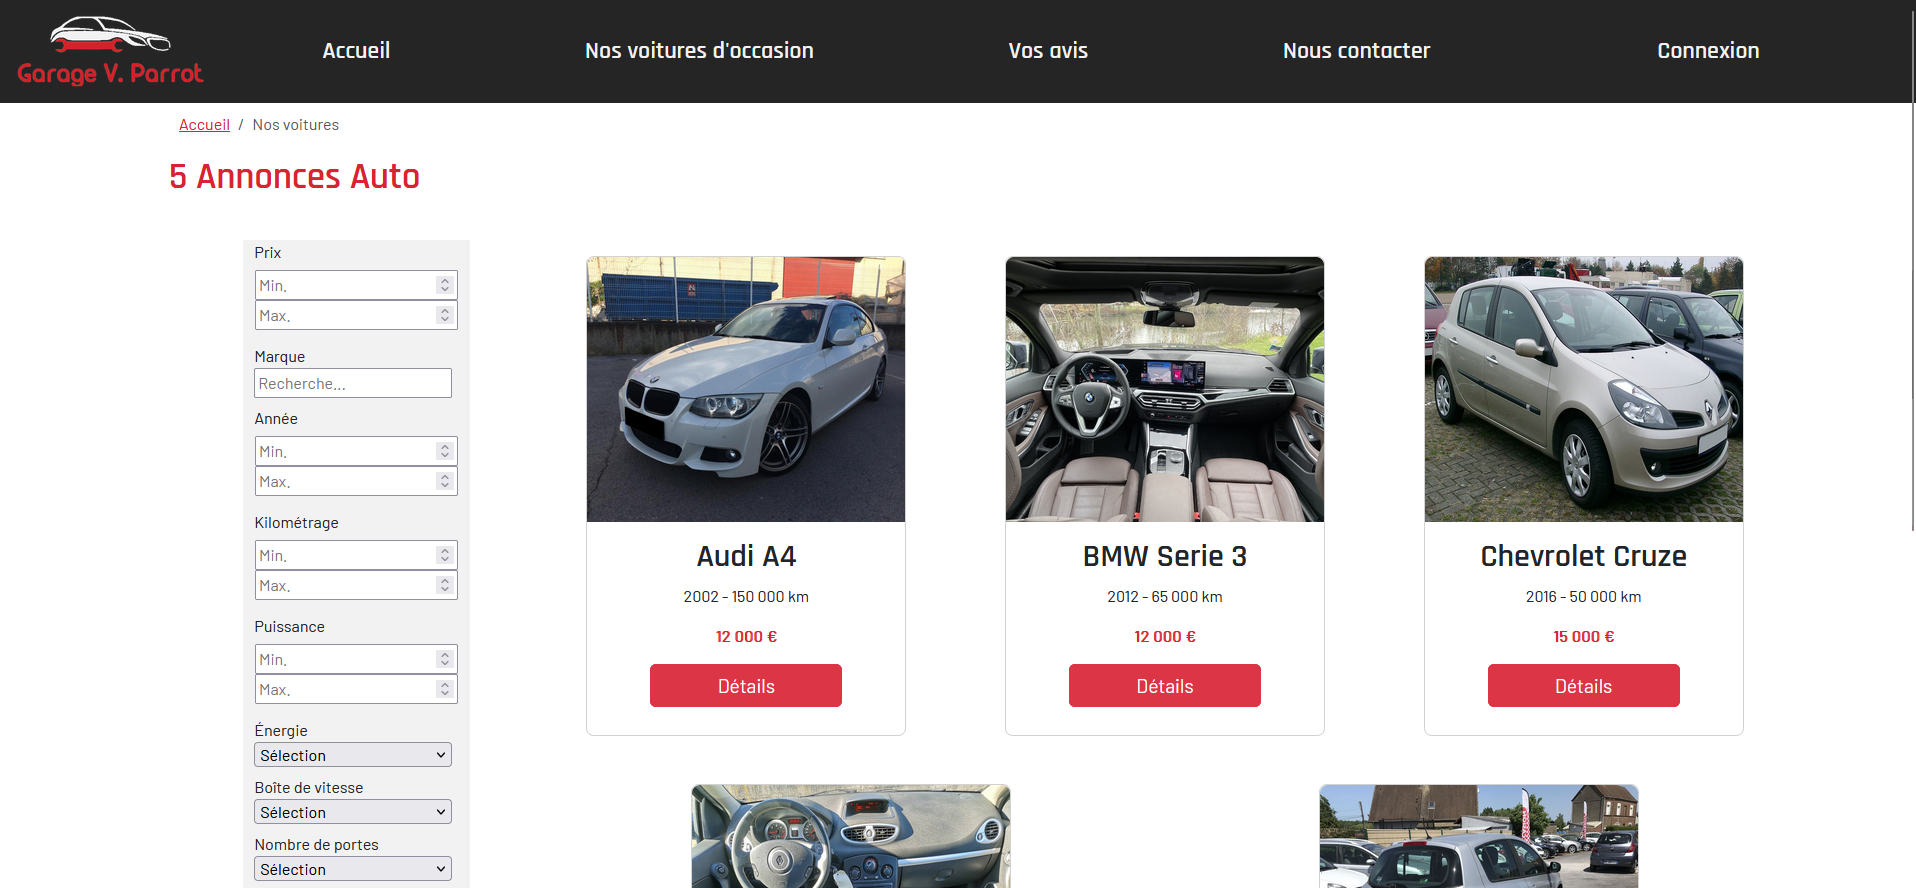 Garage V. Parrot
Accueil
Nos voitures d'occasion
Vos avis
Nous contacter
Connexion
Accueil / Nos voitures
5 Annonces Auto
Prix
Min.
Max.
Marque
Recherche...
Année
Min.
Max.
Kilométrage
Min.
Max.
Puissance
Min.
Max.
Énergie
Sélection
Boîte de vitesse
Sélection
Nombre de portes
Sélection
Audi A4
2002 - 150 000 km
12 000 €
Détails
BMW Serie 3
2012 - 65 000 km
12 000 €
Détails
Chevrolet Cruze
2016 - 50 000 km
15 000 €
Détails